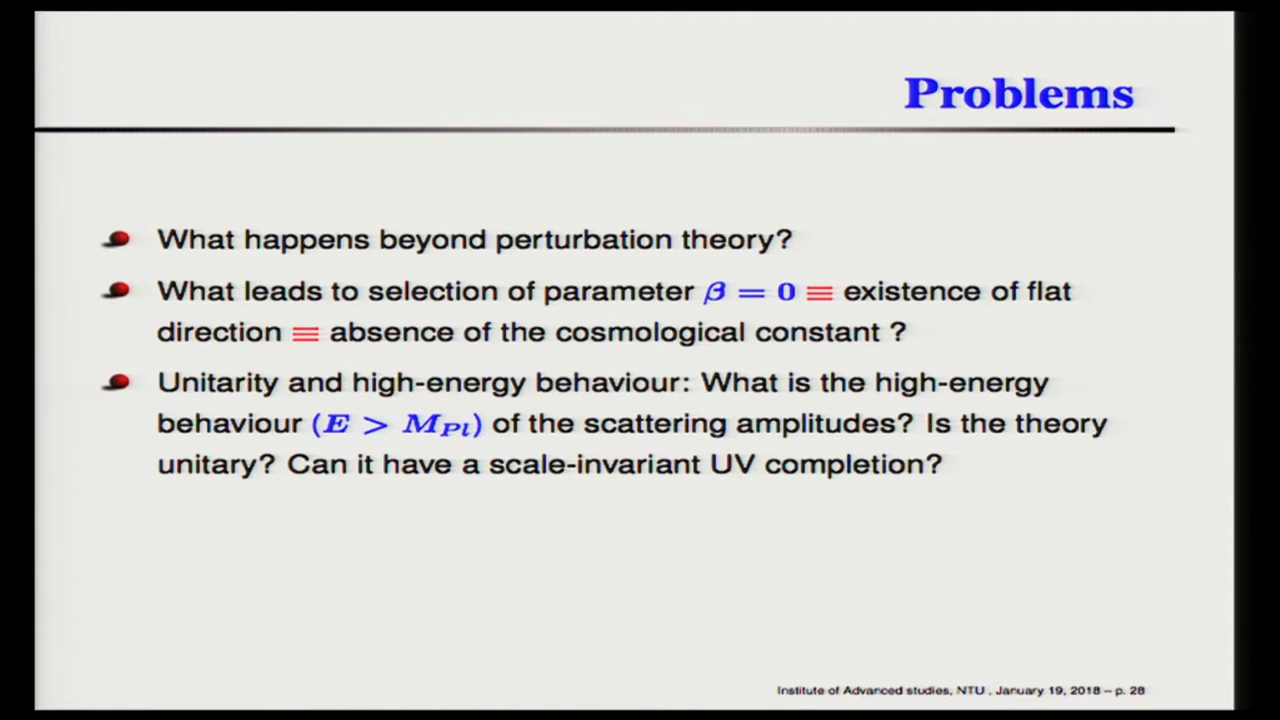 Problems
What happens beyond perturbation theory?
What leads to selection of parameter β = 0 ≡ existence of flat
direction ≡ absence of the cosmological constant ?
Unitarity and high-energy behaviour: What is the high-energy
behaviour (E > M_Pl) of the scattering amplitudes? Is the theory
unitary? Can it have a scale-invariant UV completion?
Institute of Advanced studies, NTU , January 19, 2018 – p. 28